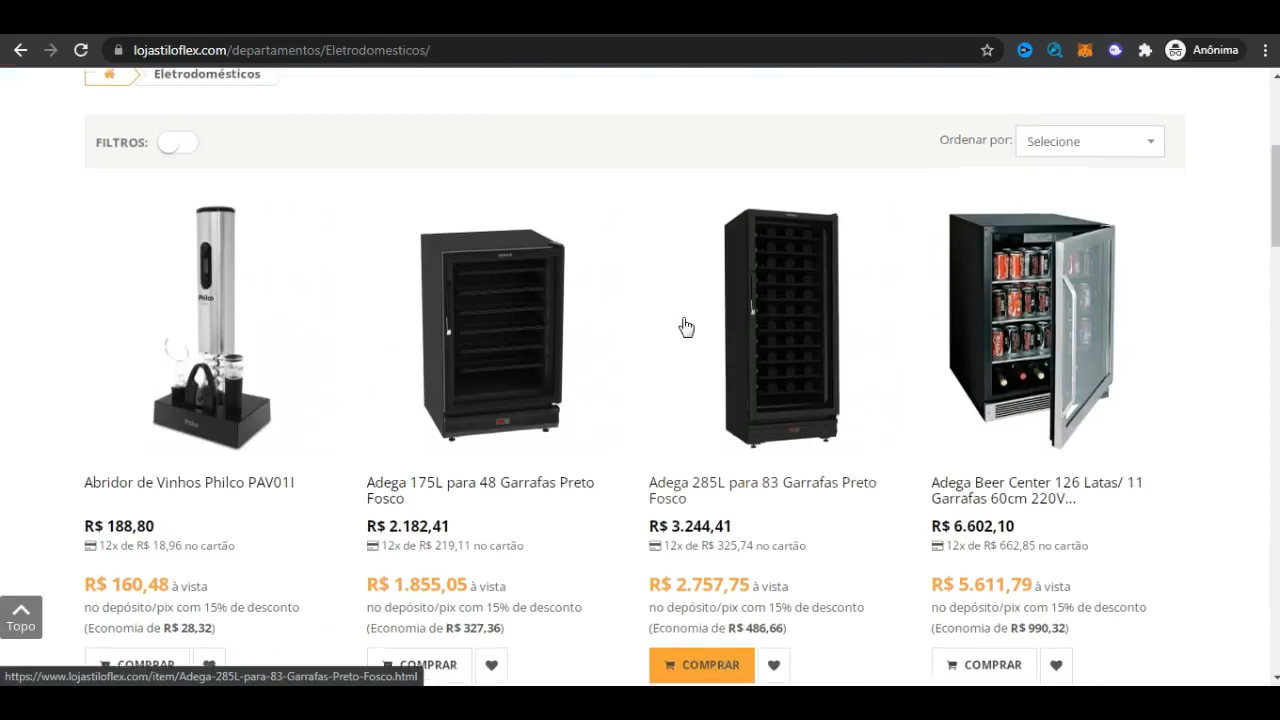 lojastiloflex.com/departamentos/Eletrodomesticos/
Anônima
Eletrodomésticos
FILTROS:
Ordenar por:
Selecione
Philco
Abridor de Vinhos Philco PAV01I
R$ 188,80
12x de R$ 18,96 no cartão
R$ 160,48 à vista
no depósito/pix com 15% de desconto
(Economia de R$ 28,32)
COMPRAR
Adega 175L para 48 Garrafas Preto
Fosco
R$ 2.182,41
12x de R$ 219,11 no cartão
R$ 1.855,05 à vista
no depósito/pix com 15% de desconto
(Economia de R$ 327,36)
COMPRAR
Adega 285L para 83 Garrafas Preto
Fosco
R$ 3.244,41
12x de R$ 325,74 no cartão
R$ 2.757,75 à vista
no depósito/pix com 15% de desconto
(Economia de R$ 486,66)
COMPRAR
Adega Beer Center 126 Latas/ 11
Garrafas 60cm 220V...
R$ 6.602,10
12x de R$ 662,85 no cartão
R$ 5.611,79 à vista
no depósito/pix com 15% de desconto
(Economia de R$ 990,32)
COMPRAR
Topo
https://www.lojastiloflex.com/item/Adega-285L-para-83-Garrafas-Preto-Fosco.html